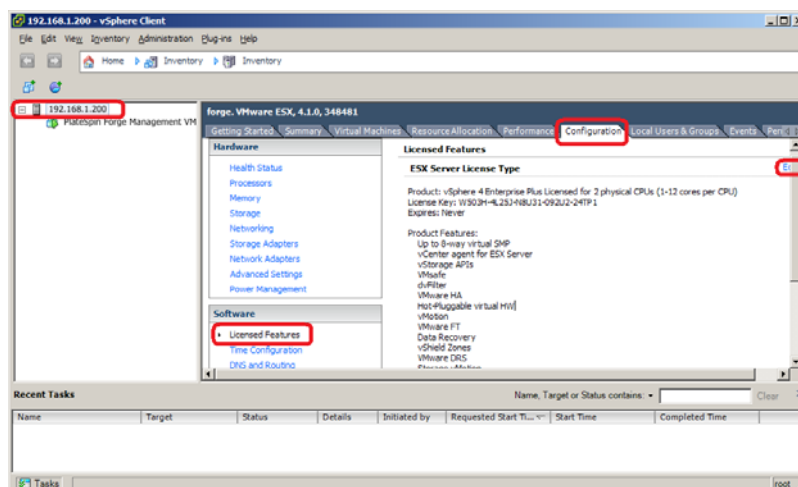 192.168.1.200 - vSphere Client
File Edit View Inventory Administration Plug-ins Help
Home Inventory Inventory
192.168.1.200
PlateSpin Forge Management VM
forge. VMware ESX, 4.1.0, 348481
Getting Started Summary Virtual Machines Resource Allocation Performance Configuration Local Users & Groups Events
Hardware
Health Status
Processors
Memory
Storage
Networking
Storage Adapters
Network Adapters
Advanced Settings
Power Management
Software
Licensed Features
Time Configuration
DNS and Routing
Licensed Features
ESX Server License Type
Product: vSphere 4 Enterprise Plus Licensed for 2 physical CPUs (1-12 cores per CPU)
License Key:
Expires: Never
Product Features:
Up to 8-way virtual SMP
vCenter agent for ESX Server
vStorage APIs
VMsafe
dvFilter
VMware HA
Hot-Pluggable virtual HW
vMotion
VMware FT
Data Recovery
vShield Zones
VMware DRS
Storage vMotion
Recent Tasks
Name, Target or Status contains:
Clear
Name Target Status Details Initiated by Requested Start Ti... Start Time Completed Time
Tasks
root